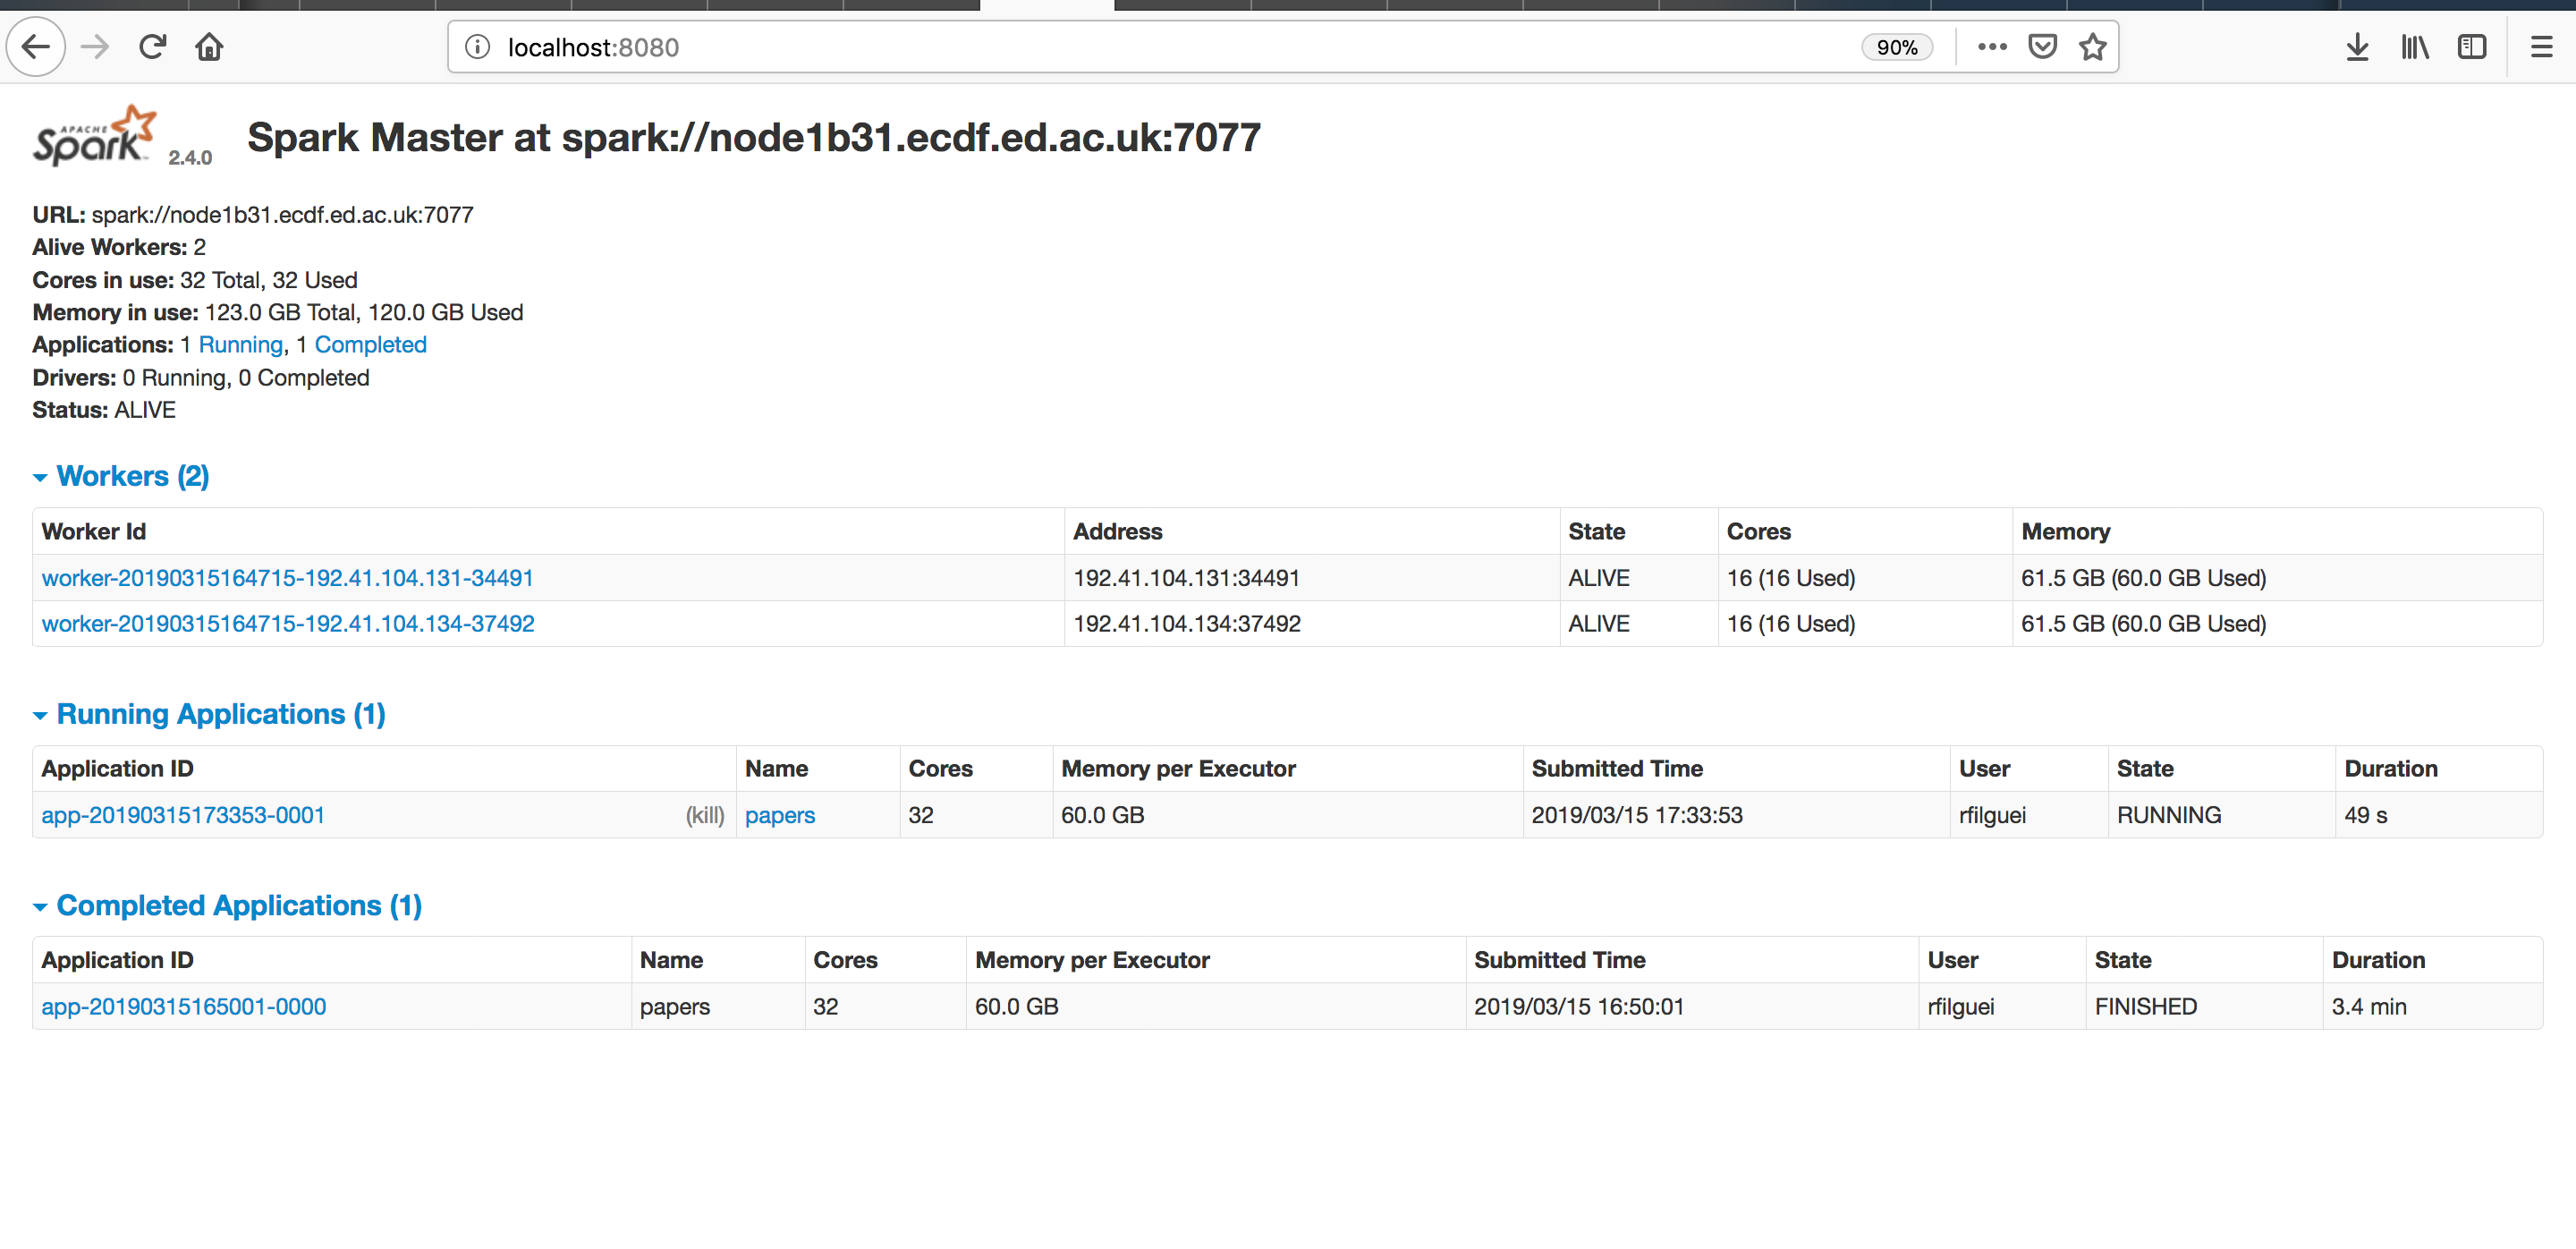 localhost:8080 90%
APACHE Spark 2.4.0 Spark Master at spark://node1b31.ecdf.ed.ac.uk:7077
URL: spark://node1b31.ecdf.ed.ac.uk:7077
Alive Workers: 2
Cores in use: 32 Total, 32 Used
Memory in use: 123.0 GB Total, 120.0 GB Used
Applications: 1 Running, 1 Completed
Drivers: 0 Running, 0 Completed
Status: ALIVE
Workers (2)
Worker Id Address State Cores Memory
worker-20190315164715-192.41.104.131-34491 192.41.104.131:34491 ALIVE 16 (16 Used) 61.5 GB (60.0 GB Used)
worker-20190315164715-192.41.104.134-37492 192.41.104.134:37492 ALIVE 16 (16 Used) 61.5 GB (60.0 GB Used)
Running Applications (1)
Application ID Name Cores Memory per Executor Submitted Time User State Duration
app-20190315173353-0001 (kill) papers 32 60.0 GB 2019/03/15 17:33:53 rfilguei RUNNING 49 s
Completed Applications (1)
Application ID Name Cores Memory per Executor Submitted Time User State Duration
app-20190315165001-0000 papers 32 60.0 GB 2019/03/15 16:50:01 rfilguei FINISHED 3.4 min